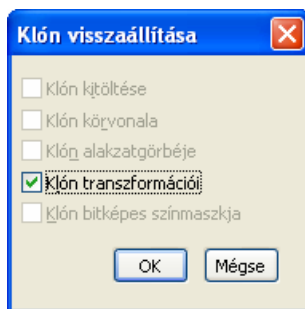 Klón visszaállítása
Klón kitöltése
Klón körvonala
Klón alakzatgörbéje
Klón transzformációi
Klón bitképes színmaszkja
OK
Mégse